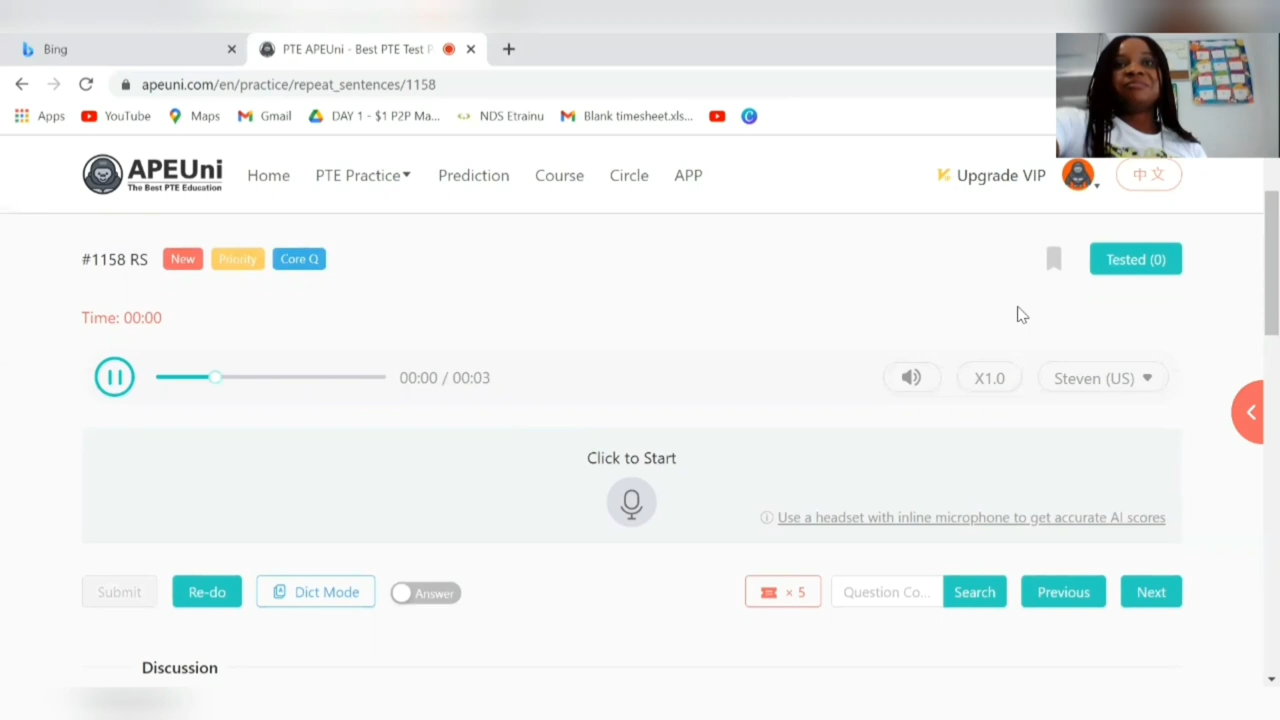 Bing
PTE APEUni - Best PTE Test P
apeuni.com/en/practice/repeat_sentences/1158
Apps YouTube Maps Gmail DAY 1 - $1 P2P Ma... NDS Etrainu Blank timesheet.xls...
APEUni
The Best PTE Education
Home PTE Practice Prediction Course Circle APP Upgrade VIP 中文
#1158 RS New Priority Core Q Tested (0)
Time: 00:00
00:00 / 00:03 X1.0 Steven (US)
Click to Start
Use a headset with inline microphone to get accurate AI scores
Submit Re-do Dict Mode Answer × 5 Question Co... Search Previous Next
Discussion